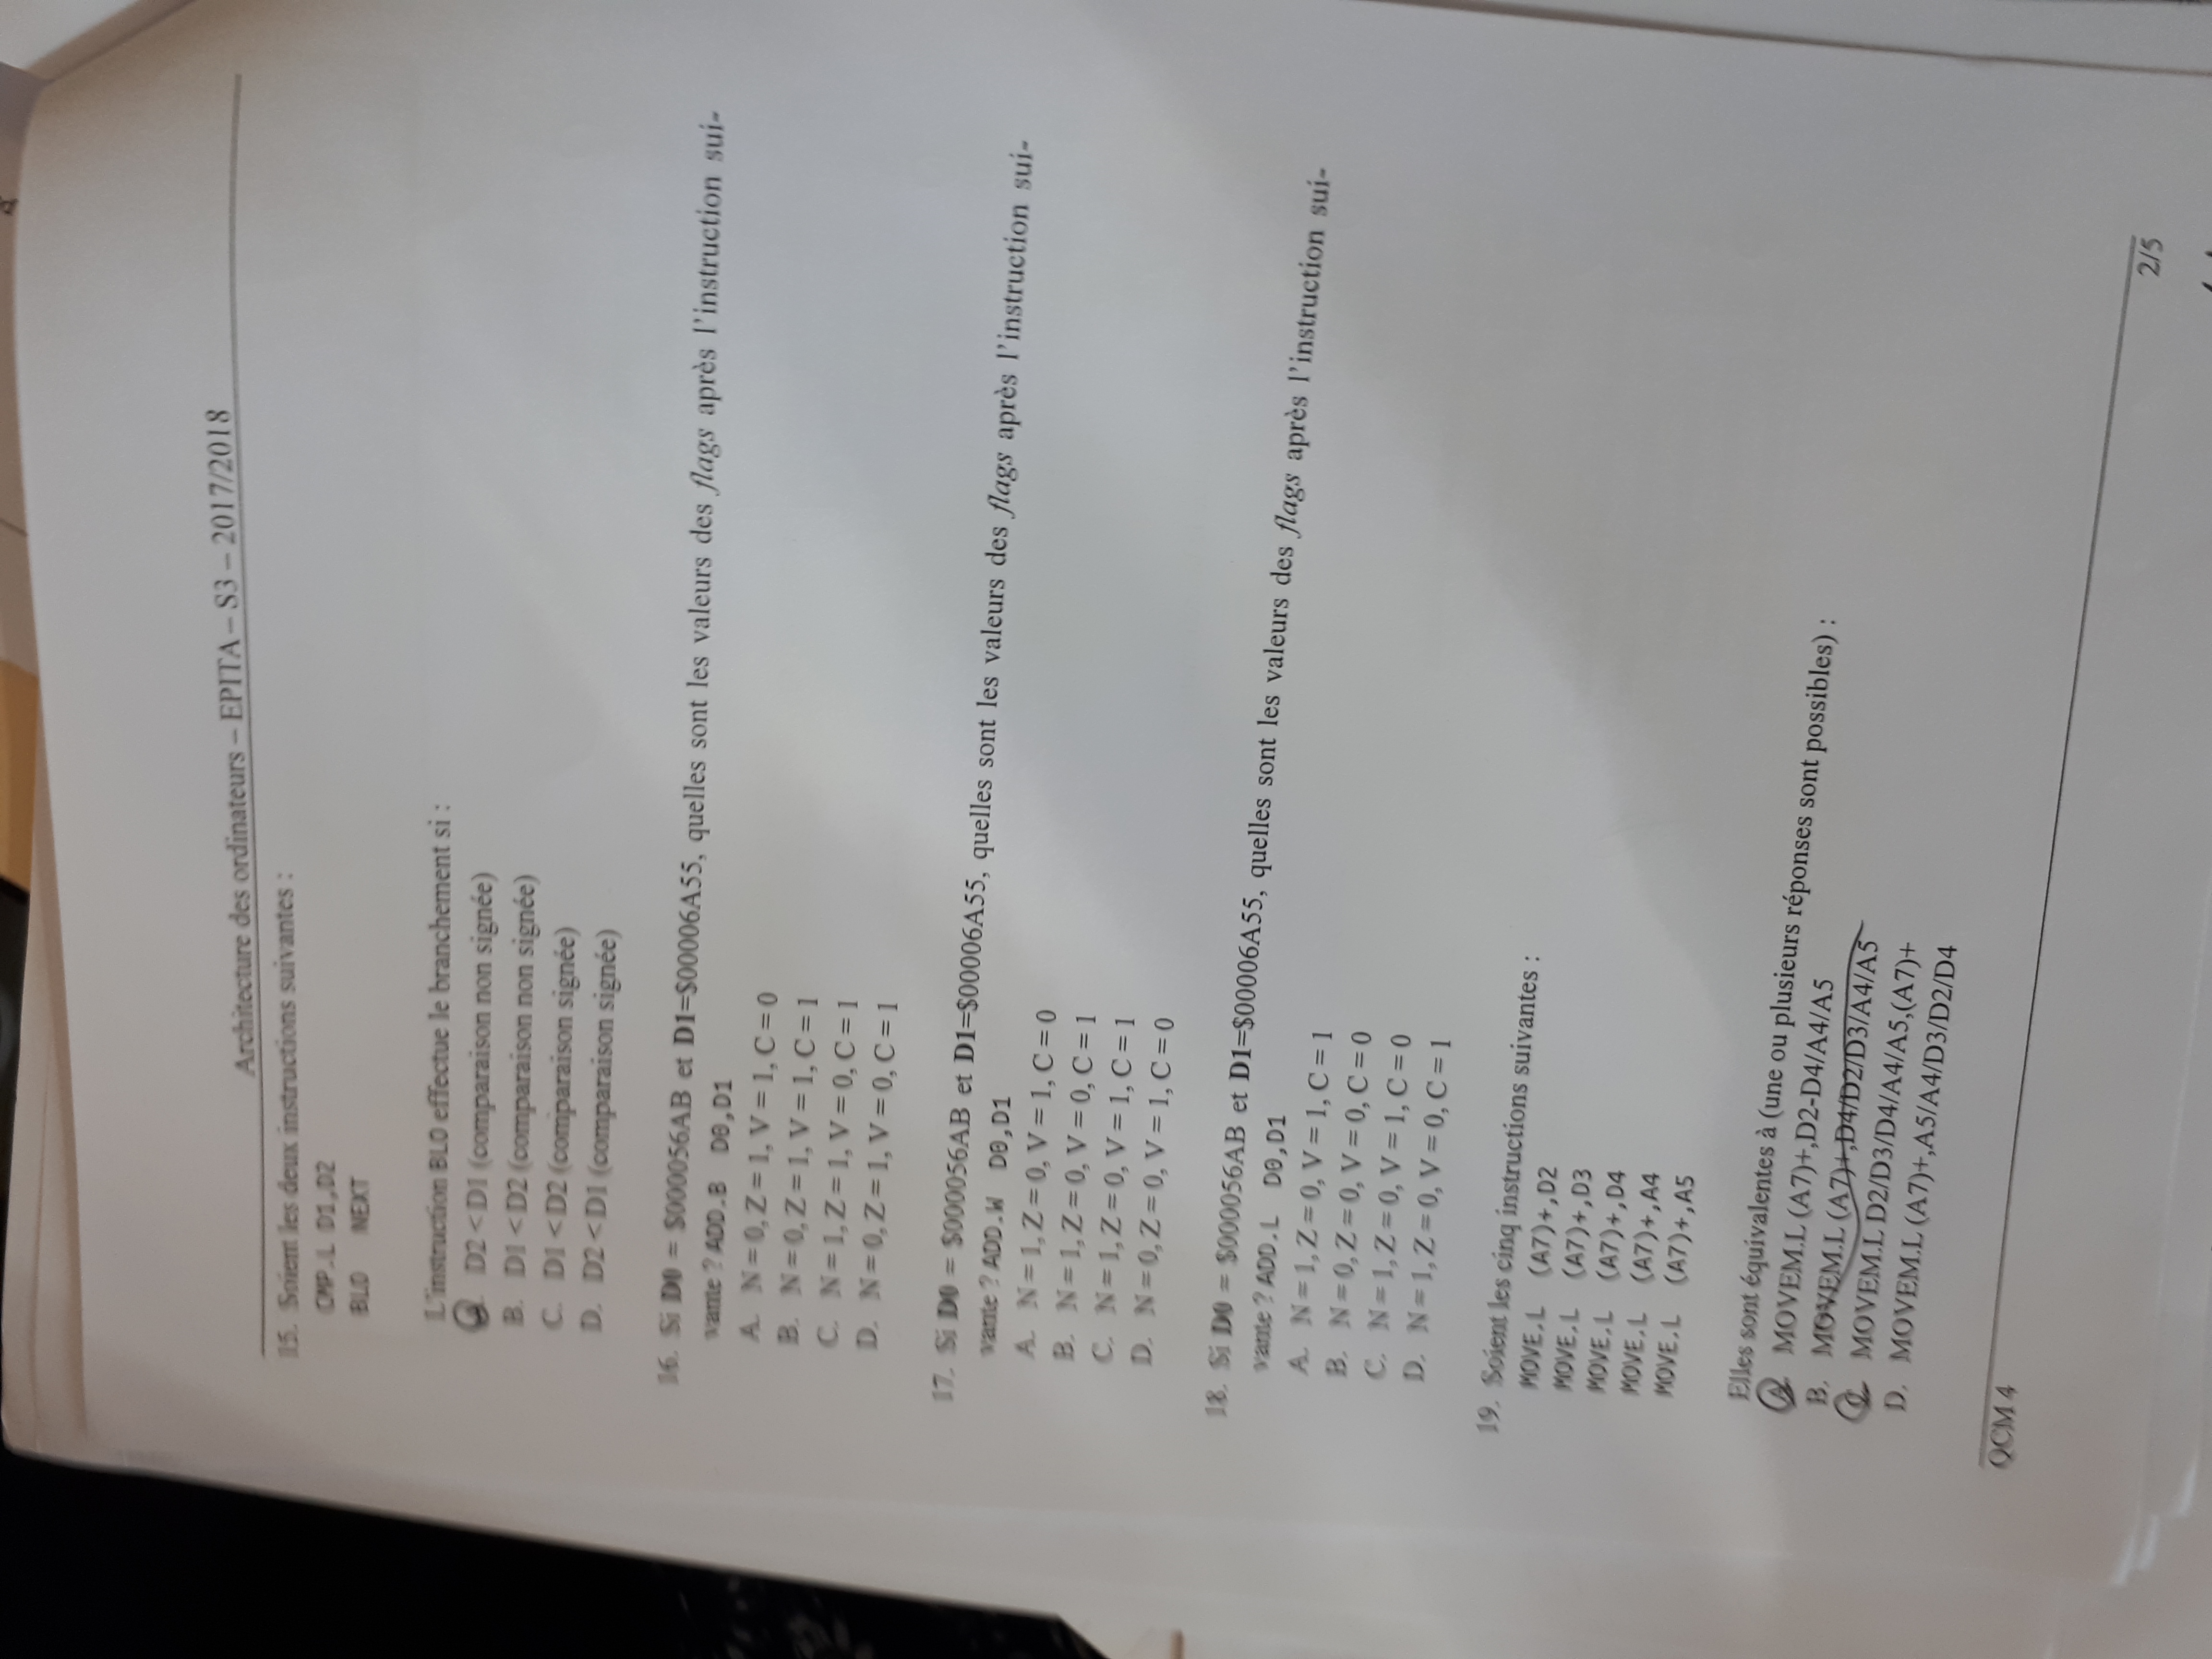 Architecture des ordinateurs – EPITA – S3 – 2017/2018
15. Soient les deux instructions suivantes :
CMP.L D1,D2
BLO NEXT
L'instruction BLO effectue le branchement si :
A. D2 < D1 (comparaison non signée)
B. D1 < D2 (comparaison non signée)
C. D1 < D2 (comparaison signée)
D. D2 < D1 (comparaison signée)
16. Si D0 = $000056AB et D1=$00006A55, quelles sont les valeurs des flags après l'instruction sui-
vante ? ADD.B D0,D1
A. N = 0, Z = 1, V = 1, C = 0
B. N = 0, Z = 1, V = 1, C = 1
C. N = 1, Z = 1, V = 0, C = 1
D. N = 0, Z = 1, V = 0, C = 1
17. Si D0 = $000056AB et D1=$00006A55, quelles sont les valeurs des flags après l'instruction sui-
vante ? ADD.W D0,D1
A. N = 1, Z = 0, V = 1, C = 0
B. N = 1, Z = 0, V = 0, C = 1
C. N = 1, Z = 0, V = 1, C = 1
D. N = 0, Z = 0, V = 1, C = 0
18. Si D0 = $000056AB et D1=$00006A55, quelles sont les valeurs des flags après l'instruction sui-
vante ? ADD.L D0,D1
A. N = 1, Z = 0, V = 1, C = 1
B. N = 0, Z = 0, V = 0, C = 0
C. N = 1, Z = 0, V = 1, C = 0
D. N = 1, Z = 0, V = 0, C = 1
19. Soient les cinq instructions suivantes :
MOVE.L (A7)+,D2
MOVE.L (A7)+,D3
MOVE.L (A7)+,D4
MOVE.L (A7)+,A4
MOVE.L (A7)+,A5
Elles sont équivalentes à (une ou plusieurs réponses sont possibles) :
A. MOVEM.L (A7)+,D2-D4/A4/A5
B. MOVEM.L (A7)+,D4/D2/D3/A4/A5
C. MOVEM.L D2/D3/D4/A4/A5,(A7)+
D. MOVEM.L (A7)+,A5/A4/D3/D2/D4
QCM 4
2/5